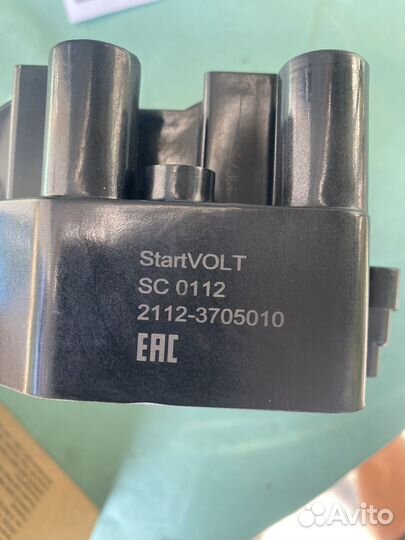 StartVOLT
SC 0112
2112-3705010
EAC
Avito